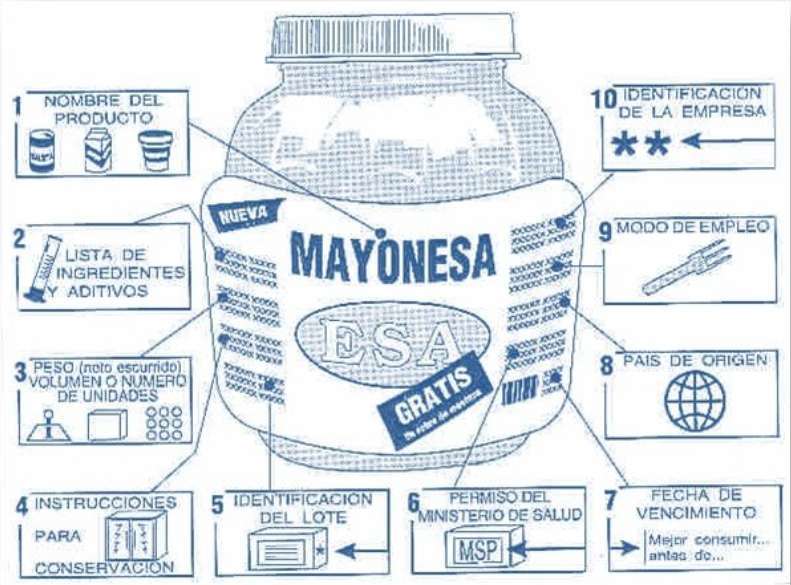 1 NOMBRE DEL
PRODUCTO
10 IDENTIFICACION
DE LA EMPRESA
**
NUEVA
MAYONESA
ESA
GRATIS
2 LISTA DE
INGREDIENTES
Y ADITIVOS
9 MODO DE EMPLEO
3 PESO (neto escurrido)
VOLUMEN O NUMERO
DE UNIDADES
8 PAIS DE ORIGEN
4 INSTRUCCIONES
PARA
CONSERVACION
5 IDENTIFICACION
DEL LOTE
*
6 PERMISO DEL
MINISTERIO DE SALUD
MSP
7 FECHA DE
VENCIMIENTO
Mejor consumir...
antes de...